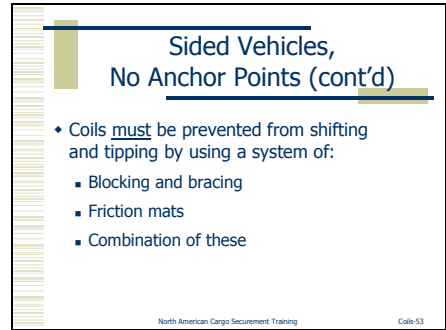 Sided Vehicles,
No Anchor Points (cont’d)
◆ Coils must be prevented from shifting
and tipping by using a system of:
■ Blocking and bracing
■ Friction mats
■ Combination of these
North American Cargo Securement Training Coils-53